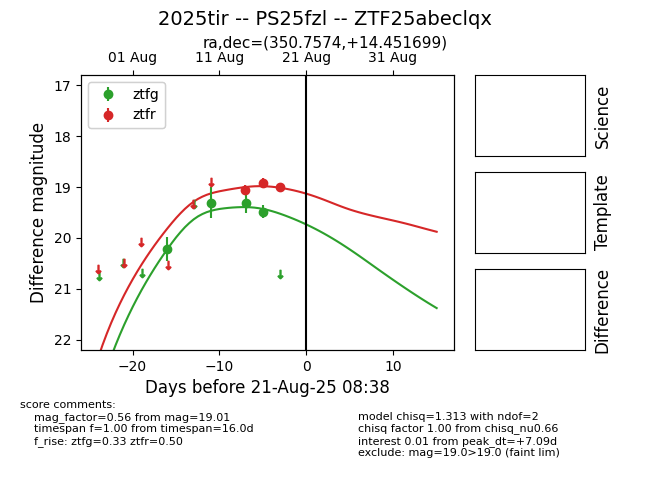 2025tir -- PS25fzl -- ZTF25abeclqx
ra,dec=(350.7574,+14.451699)
01 Aug
11 Aug
21 Aug
31 Aug
ztfg
ztfr
17
18
19
20
21
22
Difference magnitude
−20
−10
0
10
Days before 21-Aug-25 08:38
Science
Template
Difference
score comments:
mag_factor=0.56 from mag=19.01
timespan f=1.00 from timespan=16.0d
f_rise: ztfg=0.33 ztfr=0.50
model chisq=1.313 with ndof=2
chisq factor 1.00 from chisq_nu0.66
interest 0.01 from peak_dt=+7.09d
exclude: mag=19.0>19.0 (faint lim)